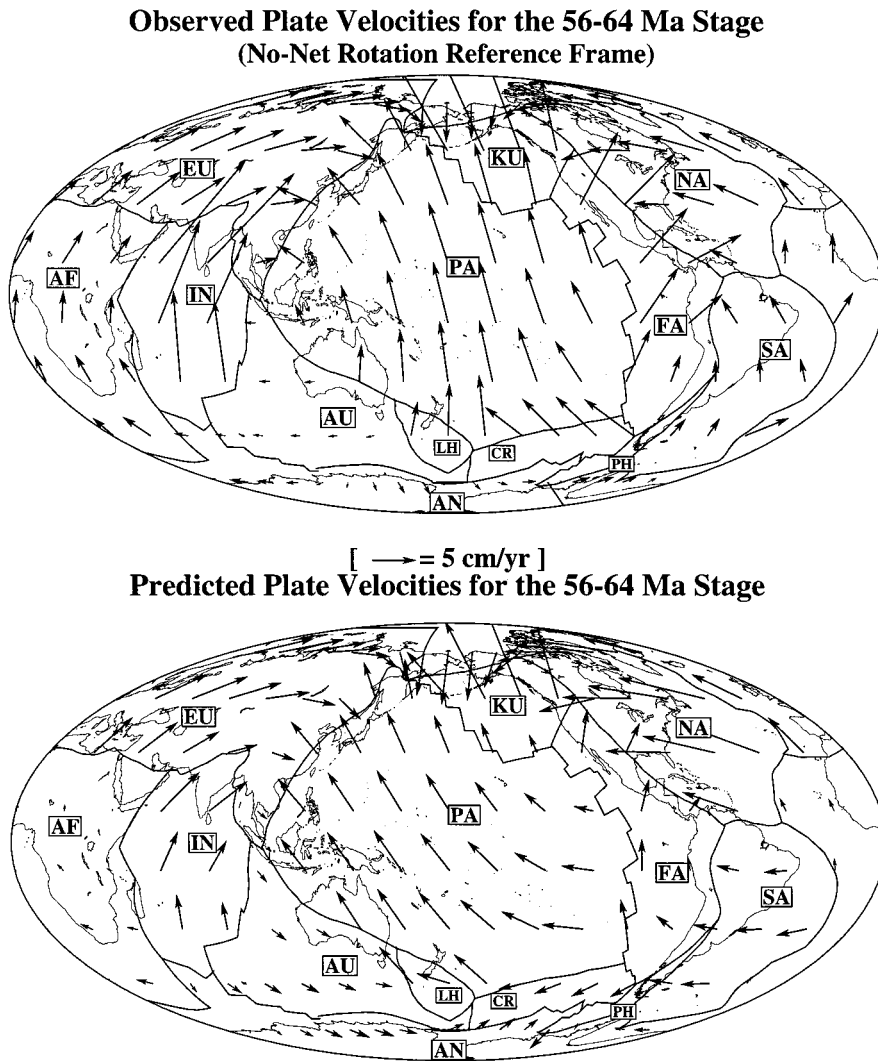 Observed Plate Velocities for the 56-64 Ma Stage
(No-Net Rotation Reference Frame)
EU
KU
NA
AF
IN
PA
FA
SA
AU
LH
CR
PH
AN
[ → = 5 cm/yr ]
Predicted Plate Velocities for the 56-64 Ma Stage
EU
KU
NA
AF
IN
PA
FA
SA
AU
LH
CR
PH
AN